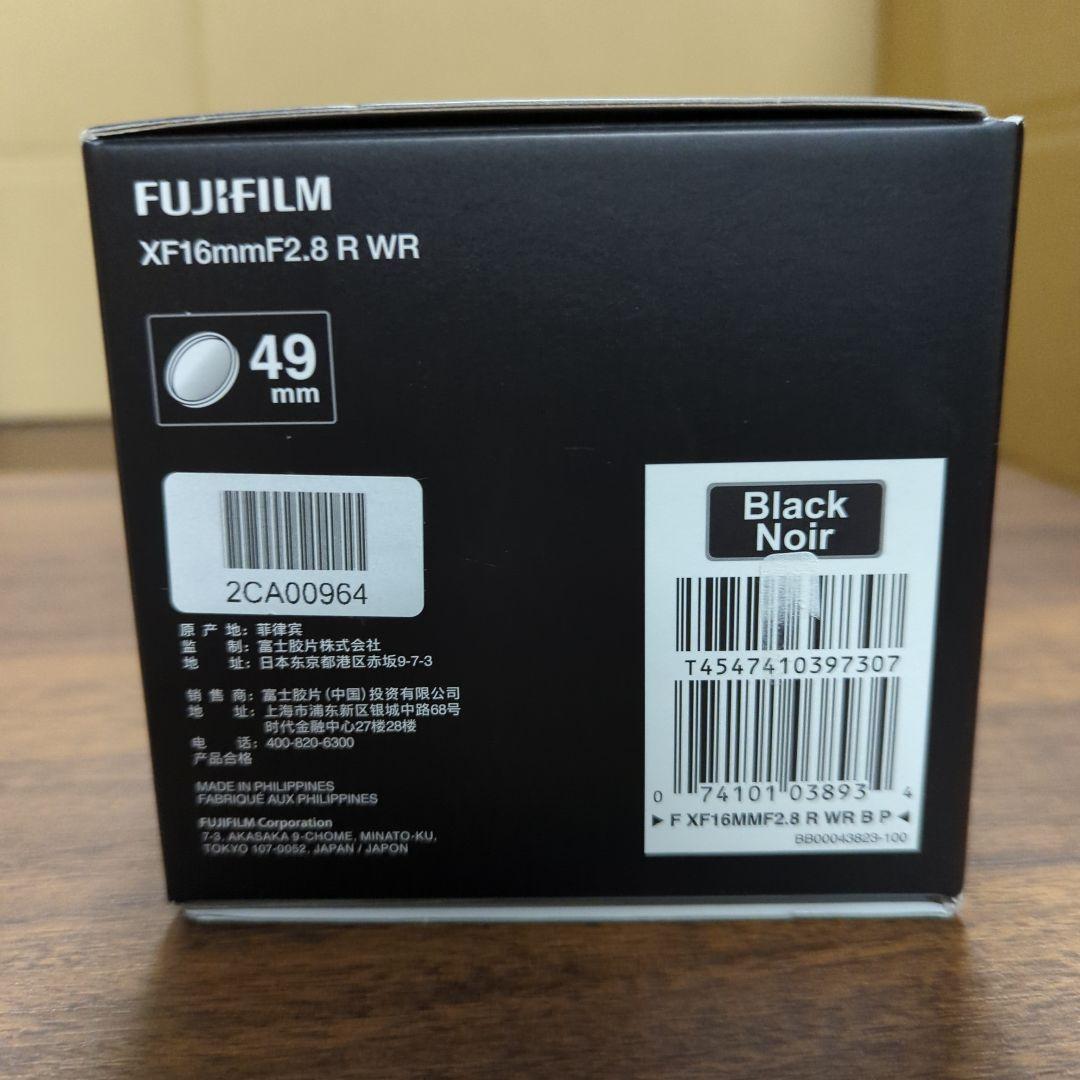 FUJIFILM
XF16mmF2.8 R WR
49
mm
2CA00964
原产地：菲律宾
监制：富士胶片株式会社
地址：日本东京都港区赤坂9-7-3
销售商：富士胶片(中国)投资有限公司
地址：上海市浦东新区银城中路68号
时代金融中心27楼28楼
电话：400-820-6300
产品合格
MADE IN PHILIPPINES
FABRIQUÉ AUX PHILIPPINES
FUJIFILM Corporation
7-3, AKASAKA 9-CHOME, MINATO-KU,
TOKYO 107-0052, JAPAN / JAPON
Black
Noir
T4547410397307
0 74101 03893 4
▶ F XF16MMF2.8 R WR B P ◀
BB00043823-100